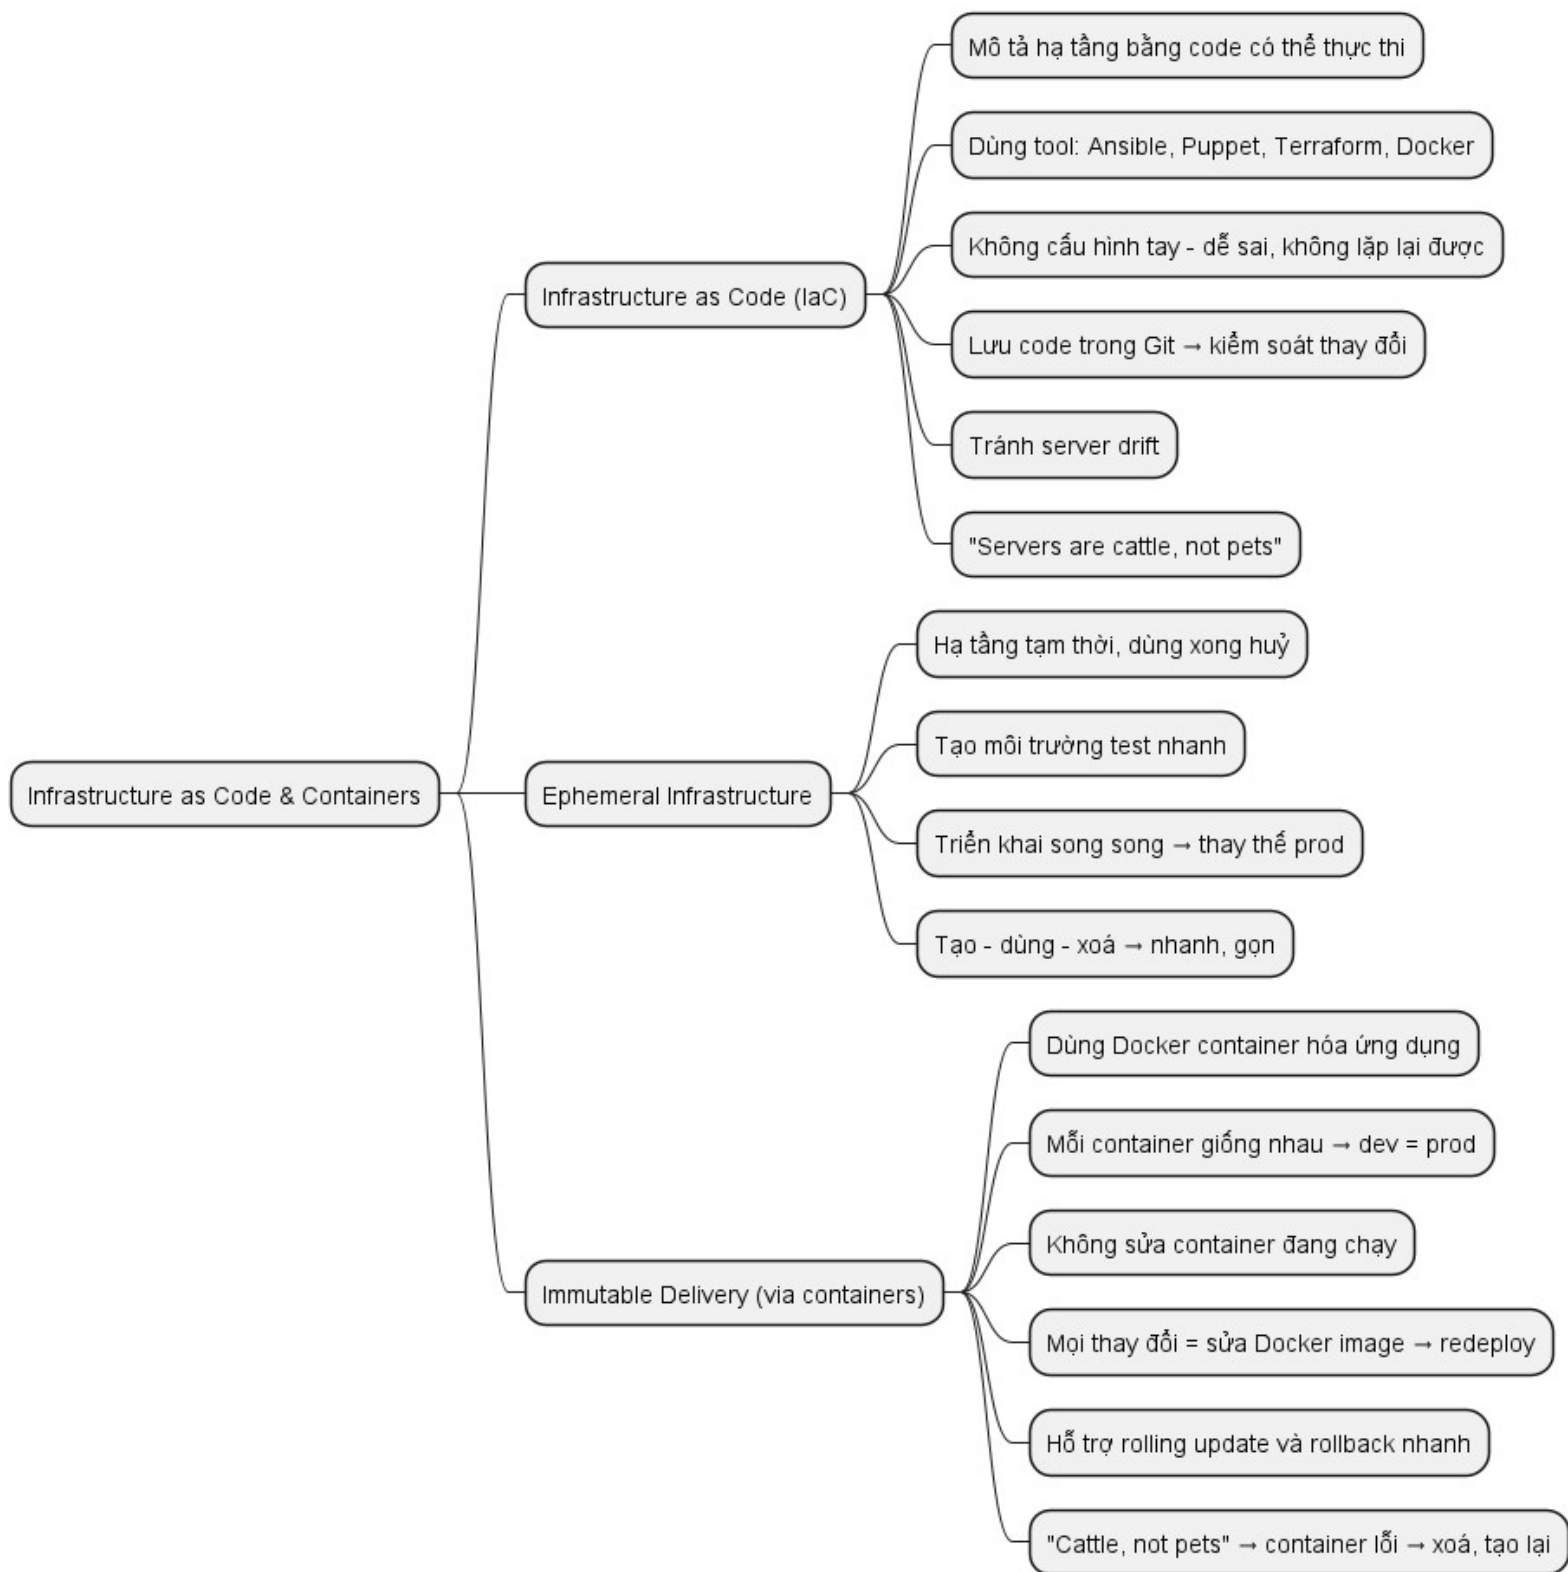 Infrastructure as Code & Containers
Infrastructure as Code (IaC)
Mô tả hạ tầng bằng code có thể thực thi
Dùng tool: Ansible, Puppet, Terraform, Docker
Không cấu hình tay - dễ sai, không lặp lại được
Lưu code trong Git → kiểm soát thay đổi
Tránh server drift
"Servers are cattle, not pets"
Ephemeral Infrastructure
Hạ tầng tạm thời, dùng xong huỷ
Tạo môi trường test nhanh
Triển khai song song → thay thế prod
Tạo - dùng - xoá → nhanh, gọn
Immutable Delivery (via containers)
Dùng Docker container hóa ứng dụng
Mỗi container giống nhau → dev = prod
Không sửa container đang chạy
Mọi thay đổi = sửa Docker image → redeploy
Hỗ trợ rolling update và rollback nhanh
"Cattle, not pets" → container lỗi → xoá, tạo lại